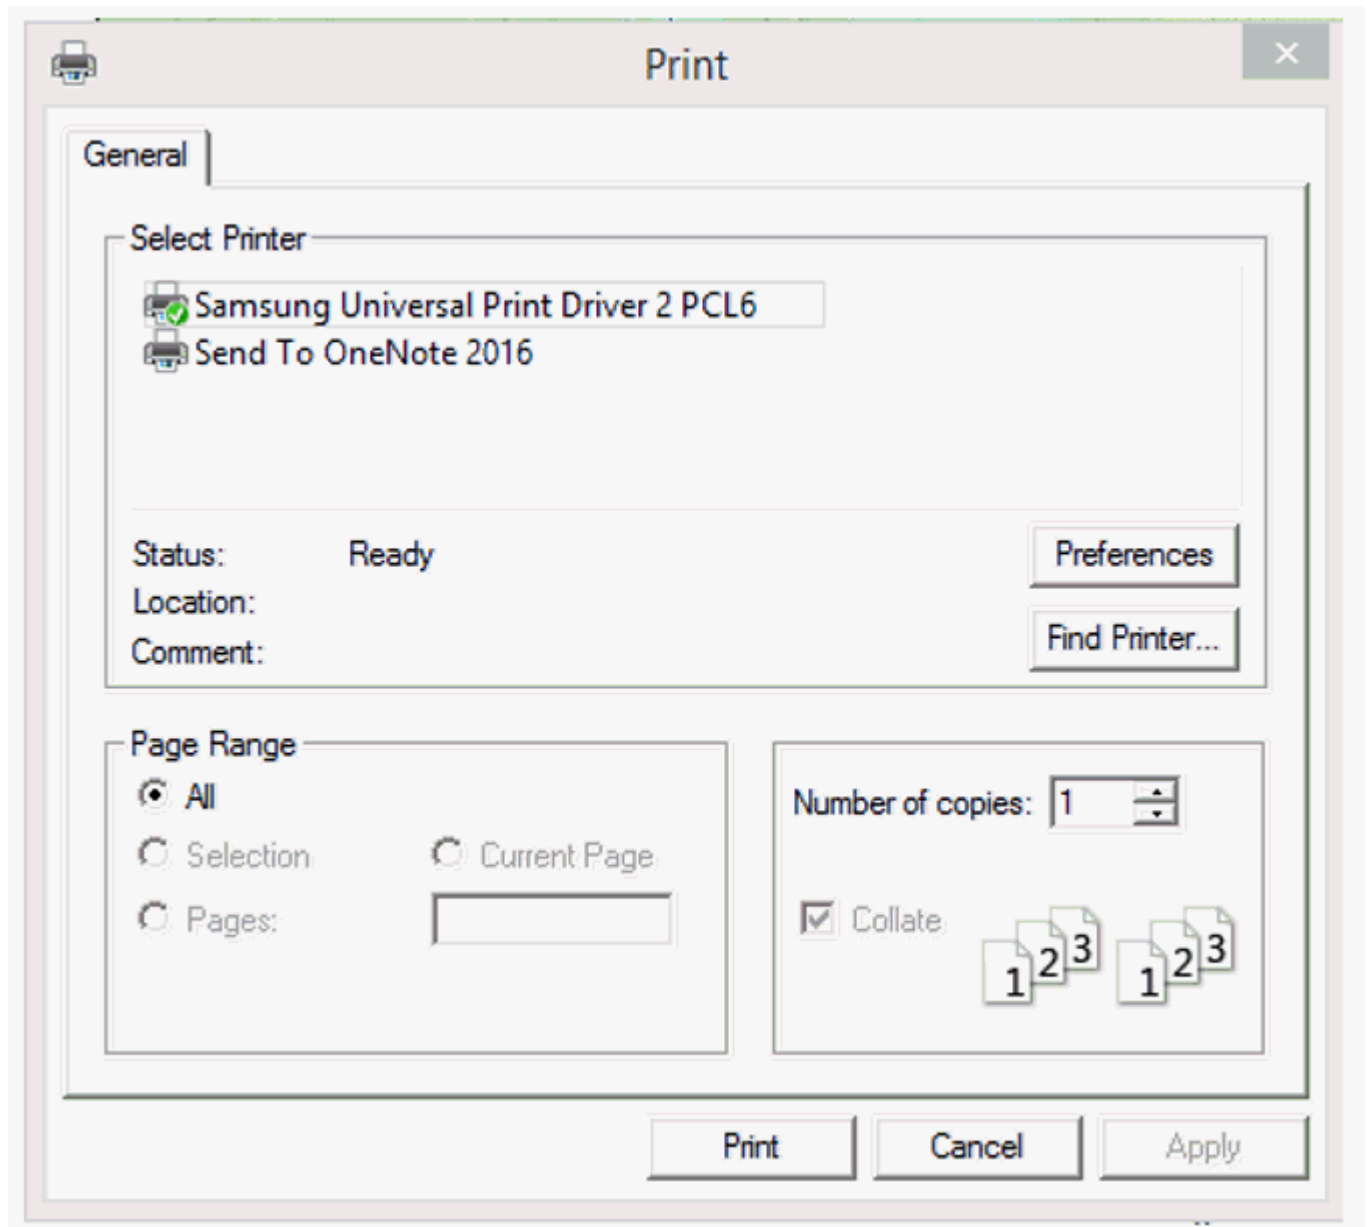 Print
General
Select Printer
Samsung Universal Print Driver 2 PCL6
Send To OneNote 2016
Status: Ready
Preferences
Location:
Find Printer...
Comment:
Page Range
All
Number of copies: 1
Selection Current Page
Pages:
Collate
1 2 3 1 2 3
Print Cancel Apply